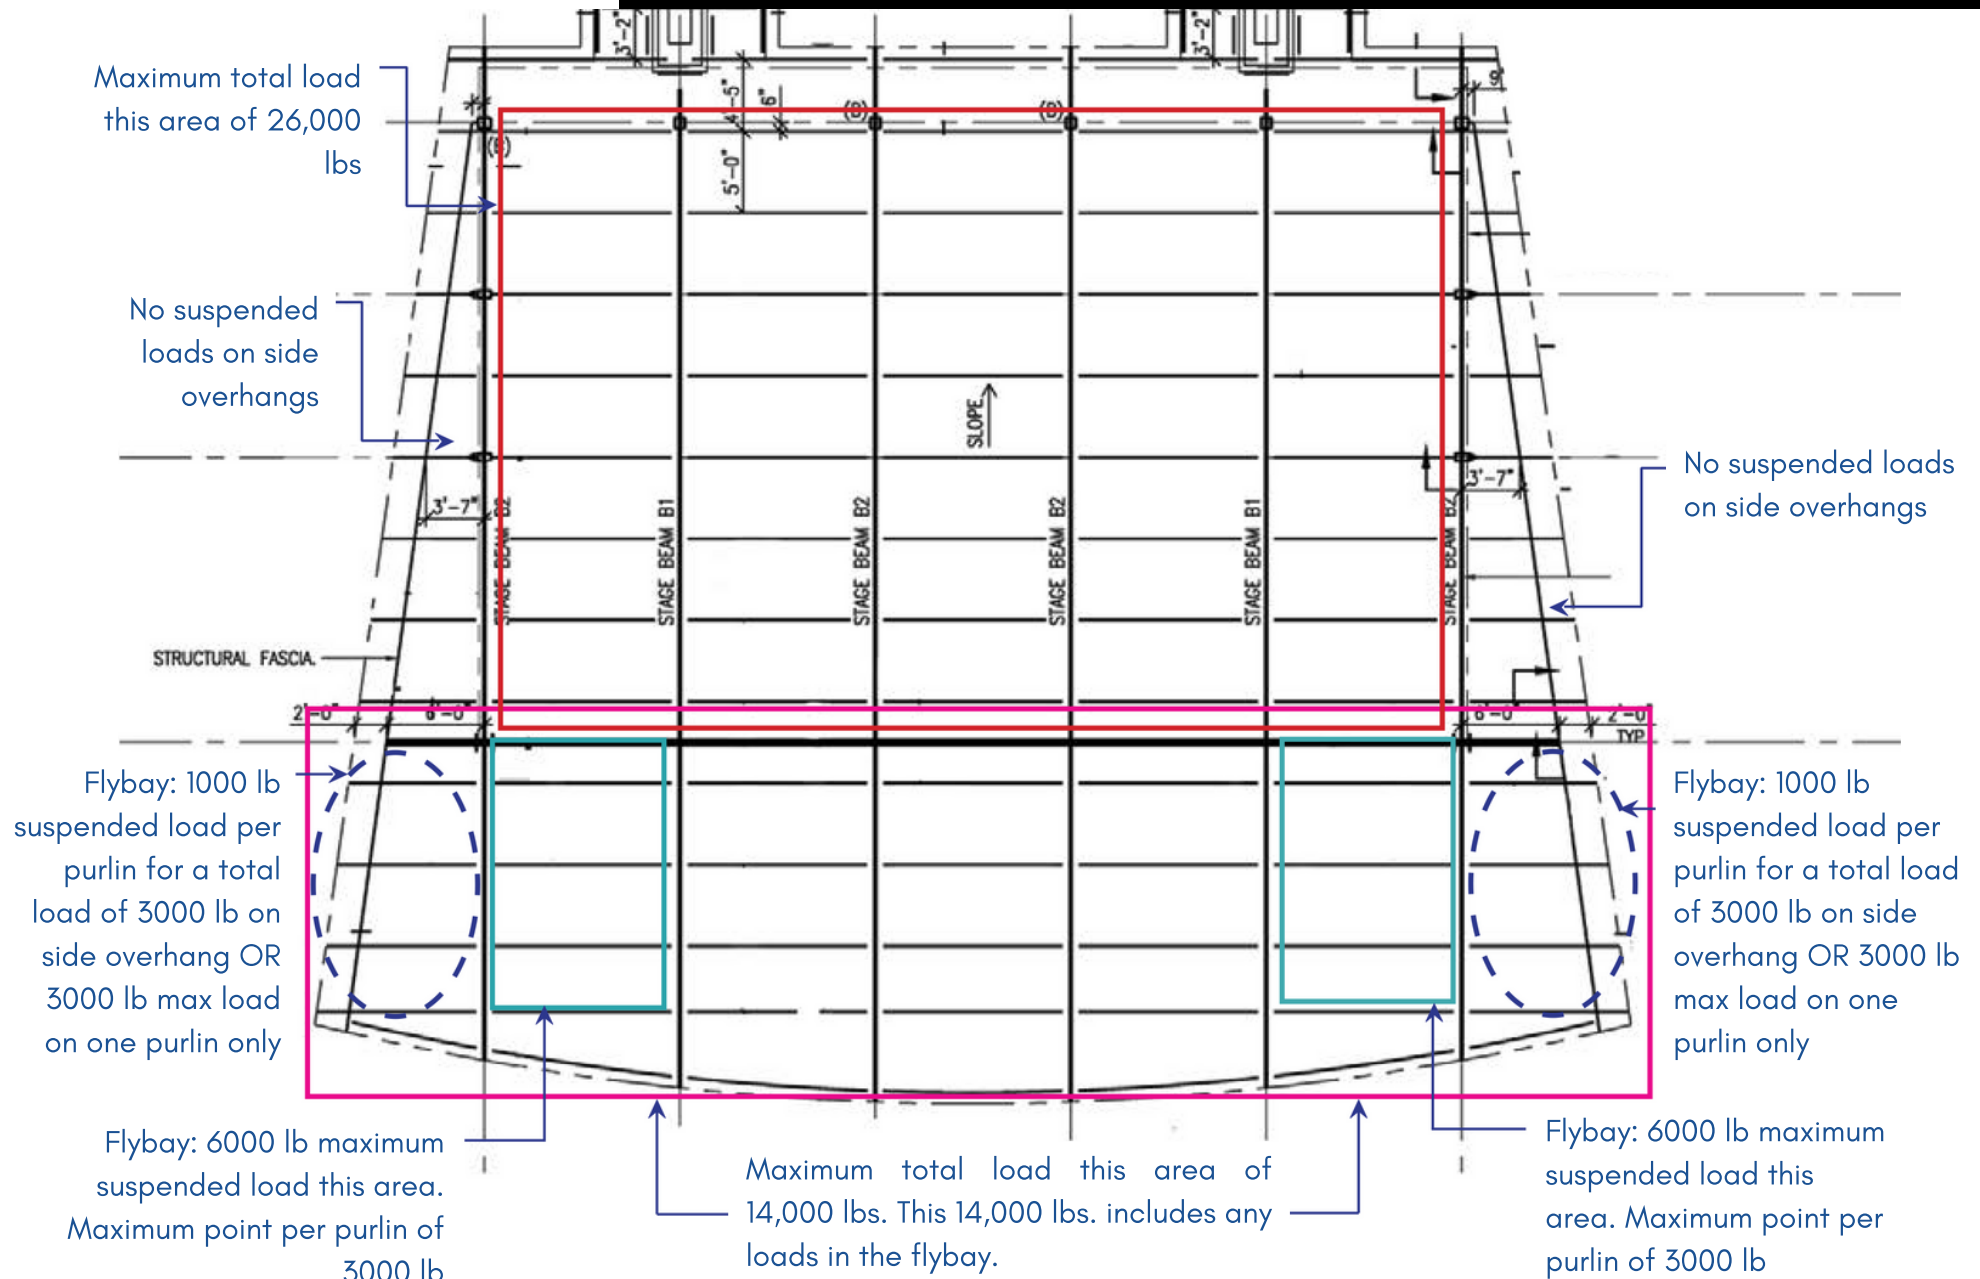 3'-2"
3'-2"
Maximum total load
this area of 26,000
lbs
4'-5"
6"
9"
(B)
(B)
5'-0"
No suspended
loads on side
overhangs
SLOPE
No suspended loads
on side overhangs
3'-7"
3'-7"
STAGE BEAM B2
STAGE BEAM B1
STAGE BEAM B2
STAGE BEAM B2
STAGE BEAM B1
STAGE BEAM B2
STRUCTURAL FASCIA.
2'-0"
6'-0"
6'-0"
2'-0"
TYP
Flybay: 1000 lb
suspended load per
purlin for a total
load of 3000 lb on
side overhang OR
3000 lb max load
on one purlin only
Flybay: 1000 lb
suspended load per
purlin for a total load
of 3000 lb on side
overhang OR 3000 lb
max load on one
purlin only
Flybay: 6000 lb maximum
suspended load this area.
Maximum point per purlin of
3000 lb
Maximum total load this area of
14,000 lbs. This 14,000 lbs. includes any
loads in the flybay.
Flybay: 6000 lb maximum
suspended load this
area. Maximum point per
purlin of 3000 lb